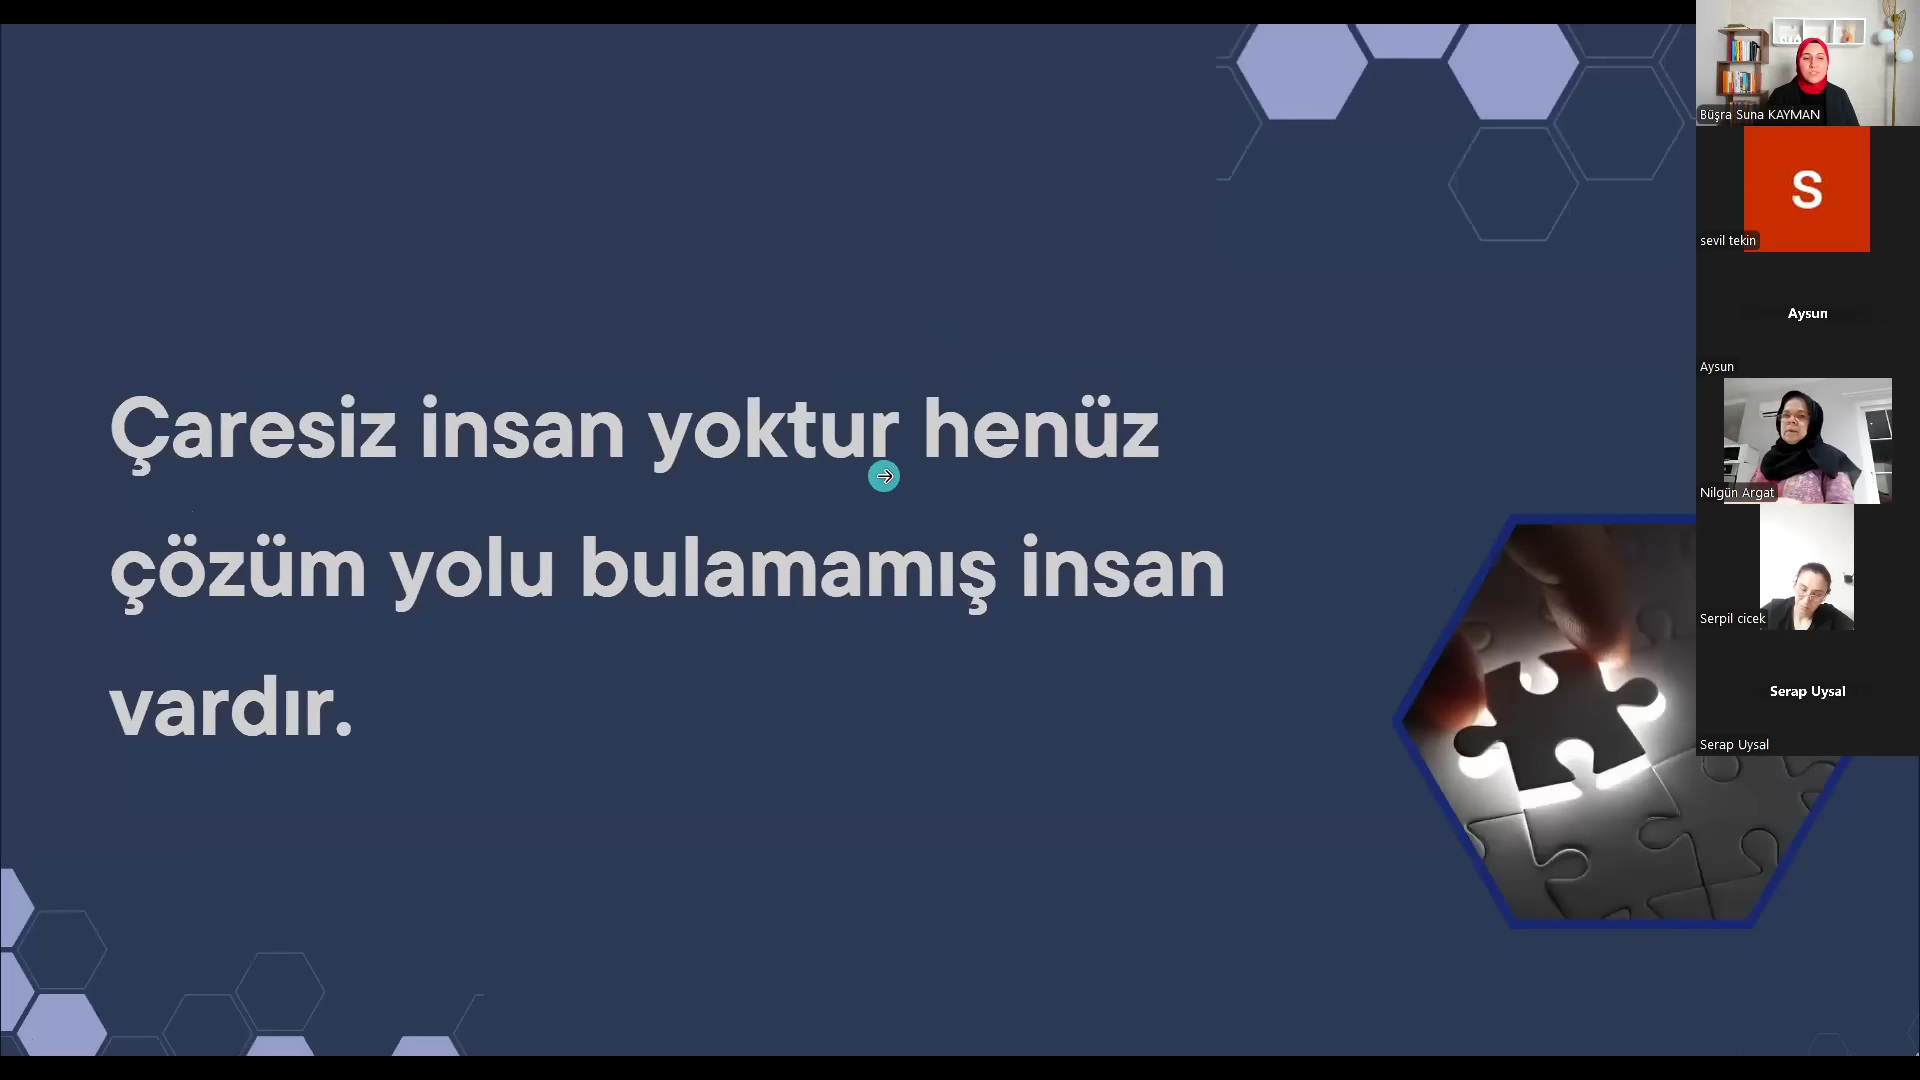 Çaresiz insan yoktur henüz
çözüm yolu bulamamış insan
vardır.
Büşra Suna KAYMAN
S
sevil tekin
Aysun
Aysun
Nilgün Argat
Serpil cicek
Serap Uysal
Serap Uysal